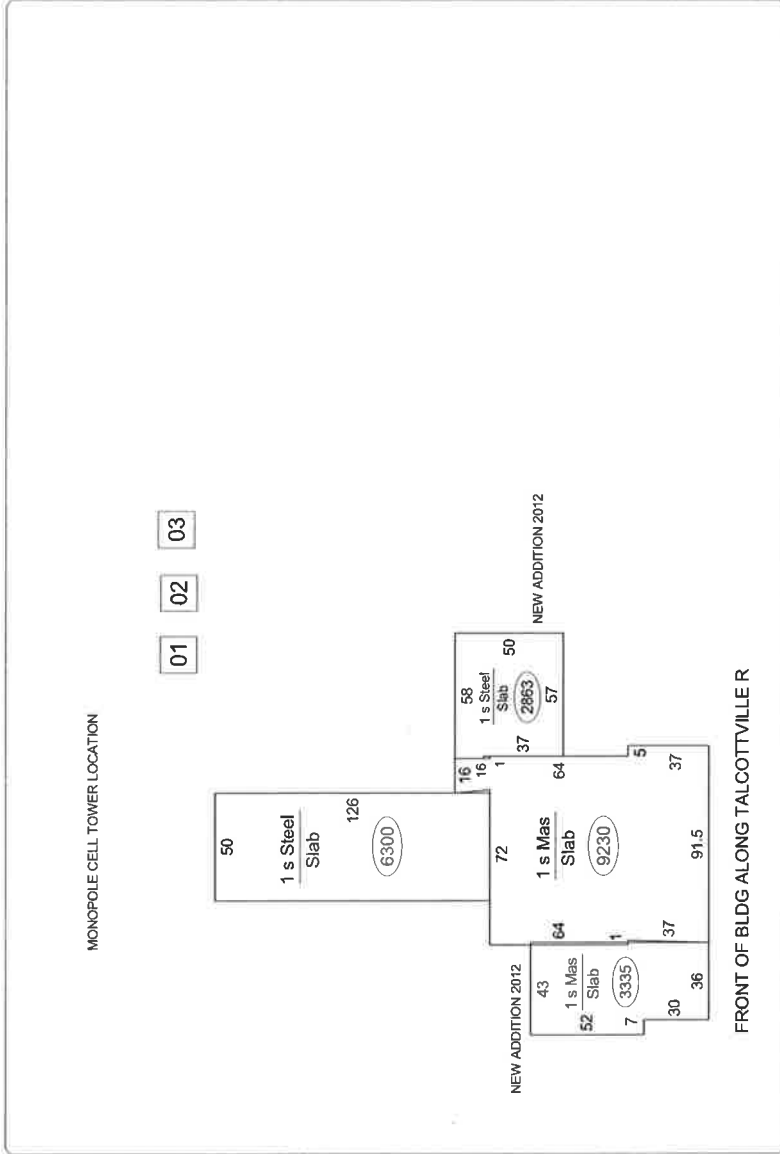 MONOPOLE CELL TOWER LOCATION
01 02 03
50
1 s Steel
Slab
126
6300
58
1 s Steel
Slab
50
2863
37
57
NEW ADDITION 2012
16
16
1
72
1 s Mas
Slab
9230
64
64
5
1
37
37
91.5
NEW ADDITION 2012
43
1 s Mas
Slab
52
3335
7
30
36
FRONT OF BLDG ALONG TALCOTTVILLE R